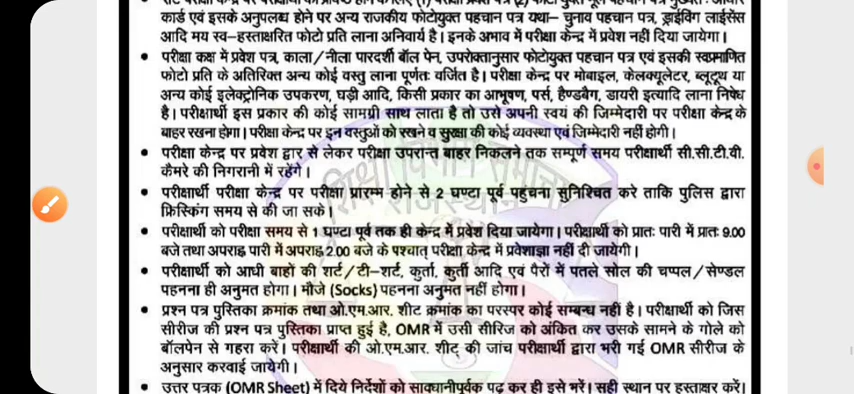 कार्ड एवं इसके अनुपलब्ध होने पर अन्य राजकीय फोटोयुक्त पहचान पत्र यथा– चुनाव पहचान पत्र, ड्राईविंग लाईसेंस
आदि मय स्व-हस्ताक्षरित फोटो प्रति लाना अनिवार्य है। इनके अभाव में परीक्षा केन्द्र में प्रवेश नहीं दिया जायेगा।
• परीक्षा कक्ष में प्रवेश पत्र, काला/नीला पारदर्शी बॉल पेन, उपरोक्तानुसार फोटोयुक्त पहचान पत्र एवं इसकी स्वप्रमाणित
फोटो प्रति के अतिरिक्त अन्य कोई वस्तु लाना पूर्णतः वर्जित है। परीक्षा केन्द्र पर मोबाइल, केलक्यूलेटर, ब्लूटूथ या
अन्य कोई इलेक्ट्रोनिक उपकरण, घड़ी आदि, किसी प्रकार का आभूषण, पर्स, हैण्डबैग, डायरी इत्यादि लाना निषेध
है। परीक्षार्थी इस प्रकार की कोई सामग्री साथ लाता है तो उसे अपनी स्वयं की जिम्मेदारी पर परीक्षा केन्द्र के
बाहर रखना होगा। परीक्षा केन्द्र पर इन वस्तुओं को रखने व सुरक्षा की कोई व्यवस्था एवं जिम्मेदारी नहीं होगी।
• परीक्षा केन्द्र पर प्रवेश द्वार से लेकर परीक्षा उपरान्त बाहर निकलने तक सम्पूर्ण समय परीक्षार्थी सी.सी.टी.वी.
कैमरे की निगरानी में रहेंगे।
• परीक्षार्थी परीक्षा केन्द्र पर परीक्षा प्रारम्भ होने से 2 घण्टा पूर्व पहुचना सुनिश्चित करे ताकि पुलिस द्वारा
फ्रिस्किंग समय से की जा सके।
• परीक्षार्थी को परीक्षा समय से 1 घण्टा पूर्व तक ही केन्द्र में प्रवेश दिया जायेगा। परीक्षार्थी को प्रातः पारी में प्रातः 9.00
बजे तथा अपराह्न पारी में अपराह्न 2.00 बजे के पश्चात् परीक्षा केन्द्र में प्रवेशाज्ञा नहीं दी जायेगी।
• परीक्षार्थी को आधी बाहों की शर्ट/टी-शर्ट, कुर्ता, कुर्ती आदि एवं पैरों में पतले सोल की चप्पल/सेण्डल
पहनना ही अनुमत होगा। मौजे (Socks) पहनना अनुमत नहीं होगा।
• प्रश्न पत्र पुस्तिका क्रमांक तथा ओ.एम.आर. शीट क्रमांक का परस्पर कोई सम्बन्ध नहीं है। परीक्षार्थी को जिस
सीरीज की प्रश्न पत्र पुस्तिका प्राप्त हुई है, OMR में उसी सीरिज को अंकित कर उसके सामने के गोले को
बॉलपेन से गहरा करें। परीक्षार्थी की ओ.एम.आर. शीट् की जांच परीक्षार्थी द्वारा भरी गई OMR सीरीज के
अनुसार करवाई जायेगी।
• उत्तर पत्रक (OMR Sheet) में दिये निर्देशों को सावधानीपूर्वक पढ़ कर ही इसे भरें। सही स्थान पर हस्ताक्षर करें।